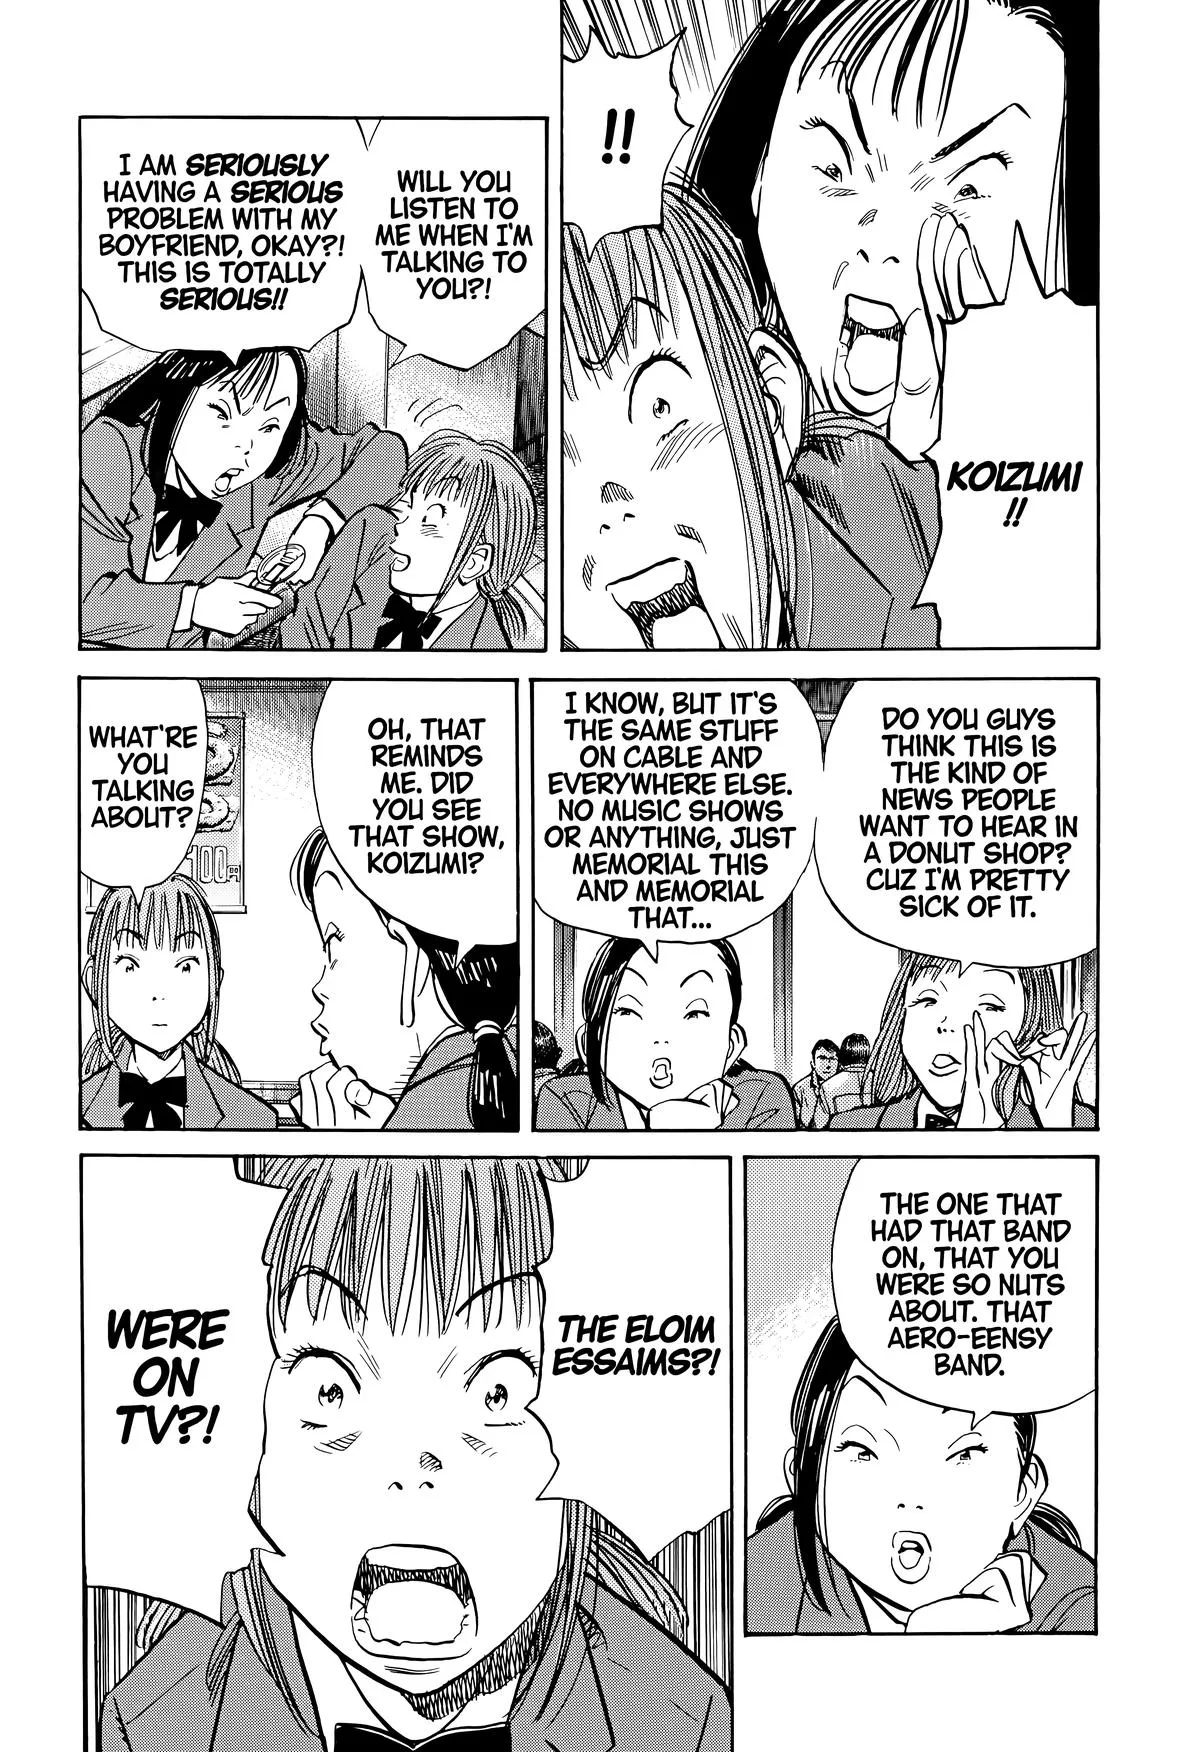 !!
KOIZUMI
!!
WILL YOU
LISTEN TO
ME WHEN I'M
TALKING TO
YOU?!
I AM SERIOUSLY
HAVING A SERIOUS
PROBLEM WITH MY
BOYFRIEND, OKAY?!
THIS IS TOTALLY
SERIOUS!!
DO YOU GUYS
THINK THIS IS
THE KIND OF
NEWS PEOPLE
WANT TO HEAR IN
A DONUT SHOP?
CUZ I'M PRETTY
SICK OF IT.
I KNOW, BUT IT'S
THE SAME STUFF
ON CABLE AND
EVERYWHERE ELSE.
NO MUSIC SHOWS
OR ANYTHING, JUST
MEMORIAL THIS
AND MEMORIAL
THAT...
OH, THAT
REMINDS
ME. DID
YOU SEE
THAT SHOW,
KOIZUMI?
WHAT'RE
YOU
TALKING
ABOUT?
100円
THE ONE THAT
HAD THAT BAND
ON, THAT YOU
WERE SO NUTS
ABOUT. THAT
AERO-EENSY
BAND.
THE ELOIM
ESSAIMS?!
WERE
ON
TV?!